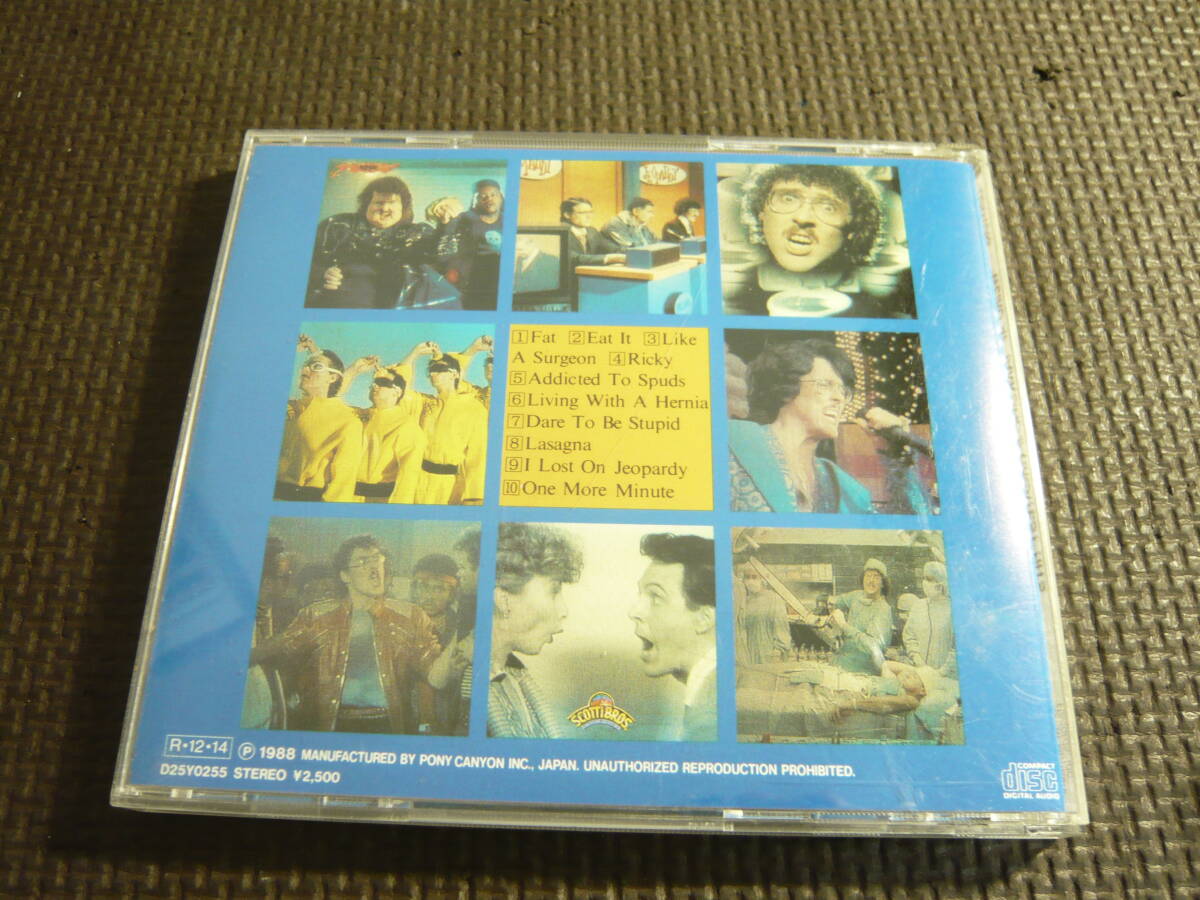 1 Fat 2 Eat It 3 Like
A Surgeon 4 Ricky
5 Addicted To Spuds
6 Living With A Hernia
7 Dare To Be Stupid
8 Lasagna
9 I Lost On Jeopardy
10 One More Minute
SCOTTI BROS
R・12・14 Ⓟ 1988 MANUFACTURED BY PONY CANYON INC., JAPAN. UNAUTHORIZED REPRODUCTION PROHIBITED.
D25Y0255 STEREO ¥2,500
COMPACT
disc
DIGITAL AUDIO